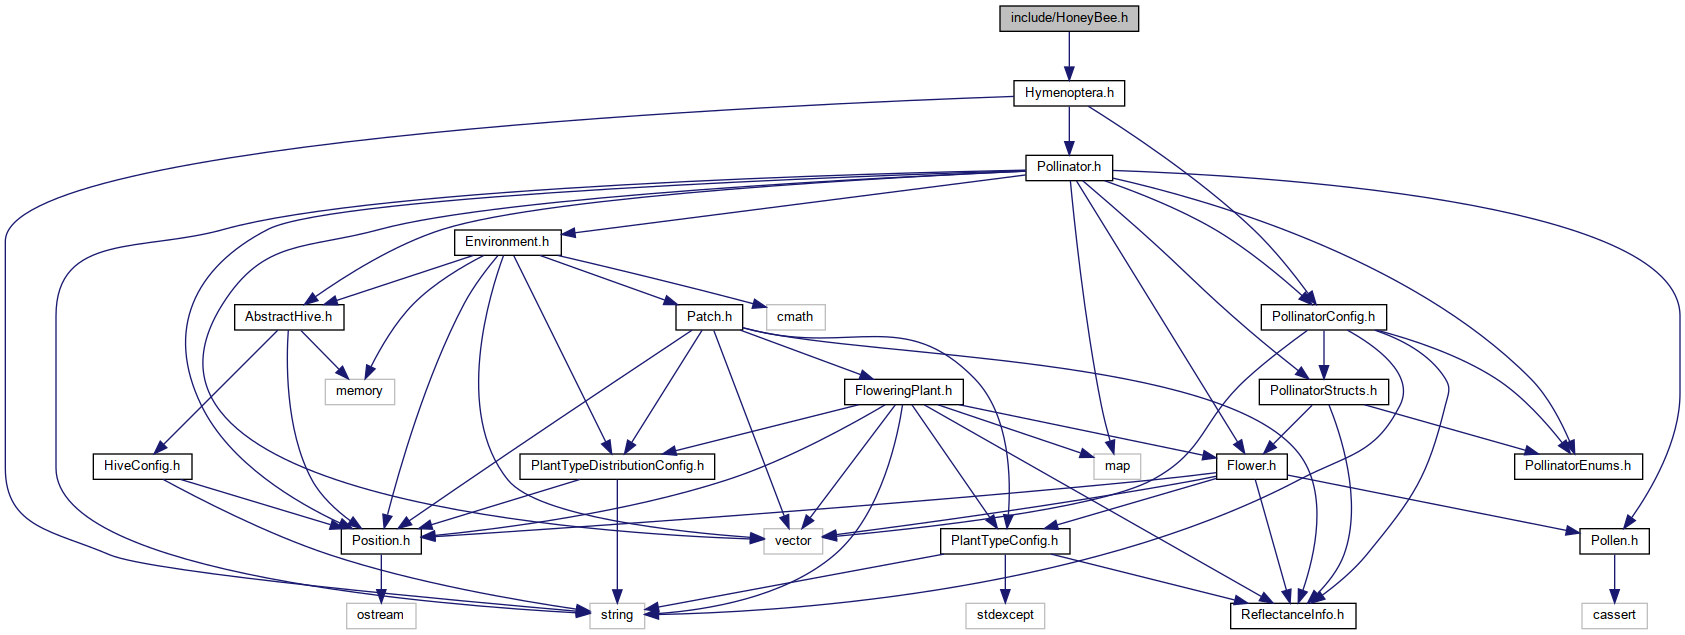 include/HoneyBee.h
Hymenoptera.h
Pollinator.h
Environment.h
AbstractHive.h
Patch.h
cmath
PollinatorConfig.h
memory
FloweringPlant.h
PollinatorStructs.h
HiveConfig.h
PlantTypeDistributionConfig.h
map
Flower.h
PollinatorEnums.h
Position.h
vector
PlantTypeConfig.h
Pollen.h
ostream
string
stdexcept
ReflectanceInfo.h
cassert